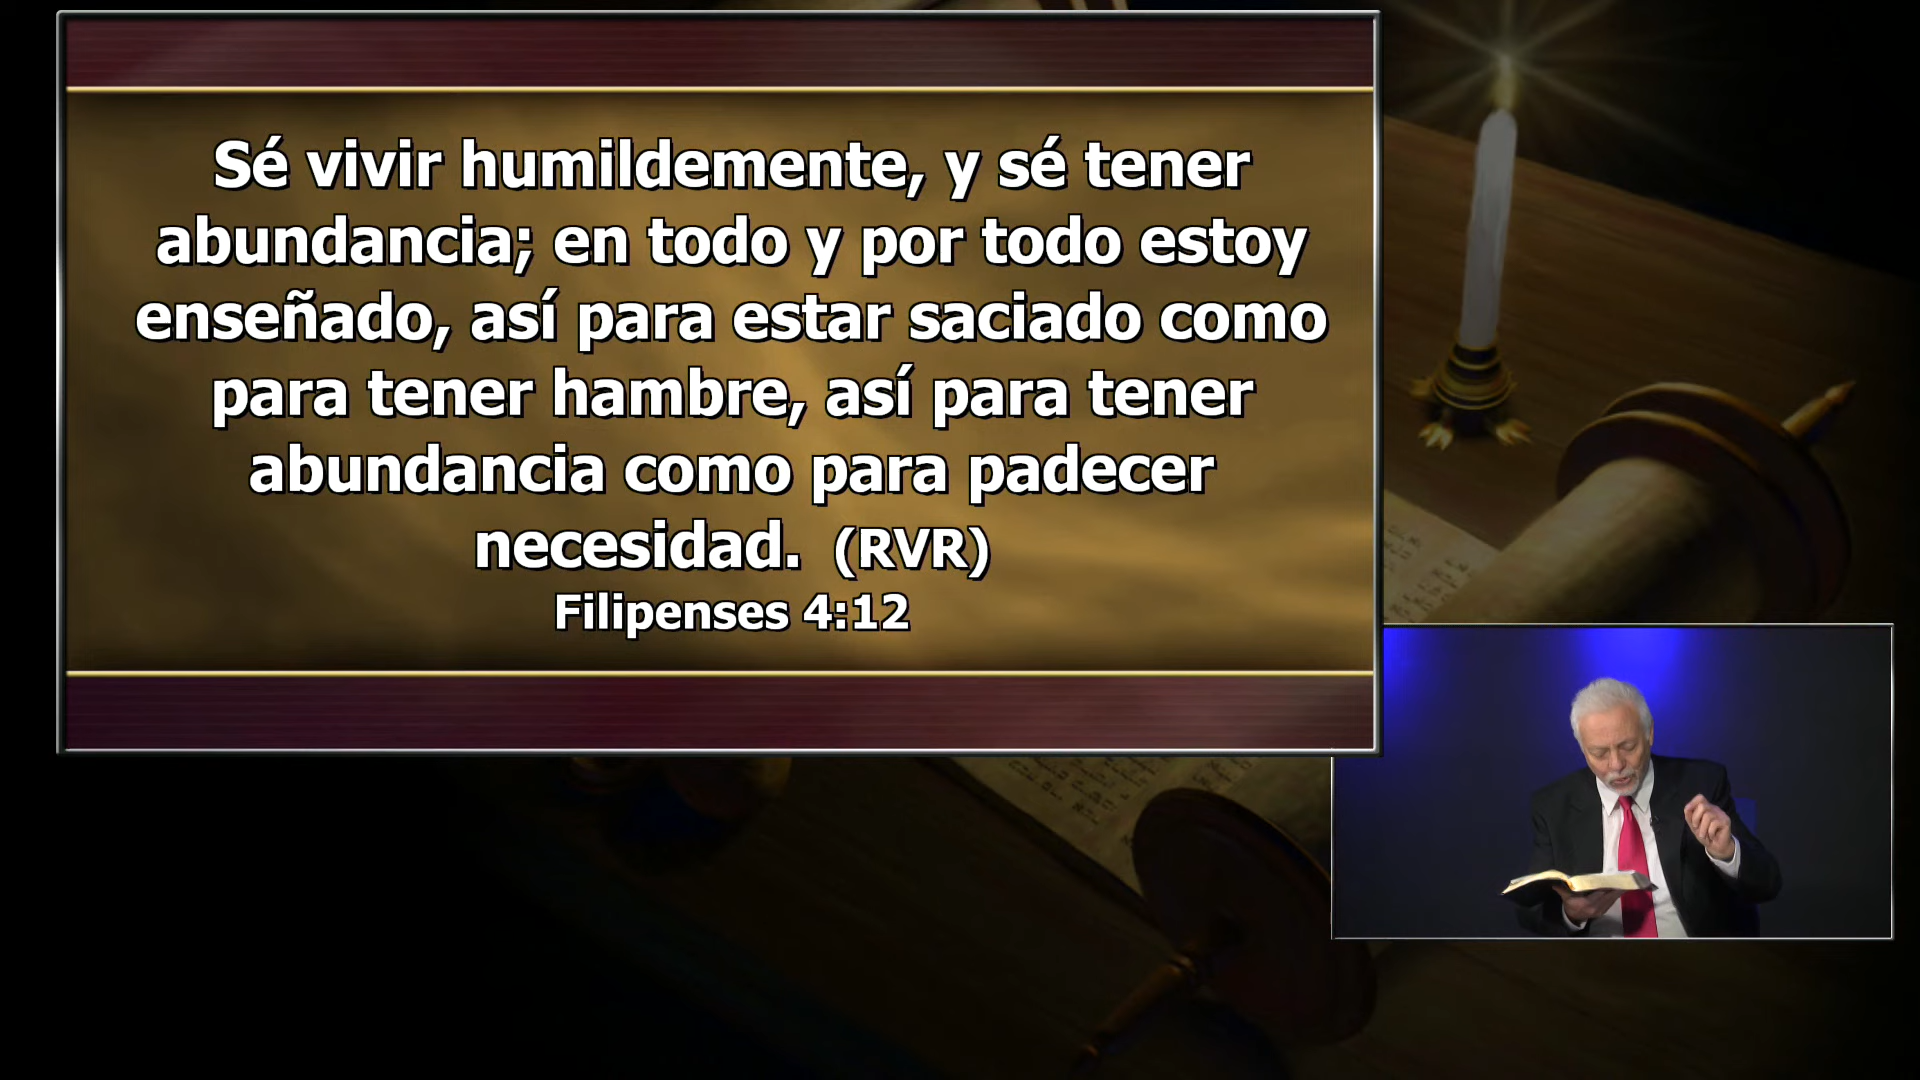 Sé vivir humildemente, y sé tener
abundancia; en todo y por todo estoy
enseñado, así para estar saciado como
para tener hambre, así para tener
abundancia como para padecer
necesidad. (RVR)
Filipenses 4:12